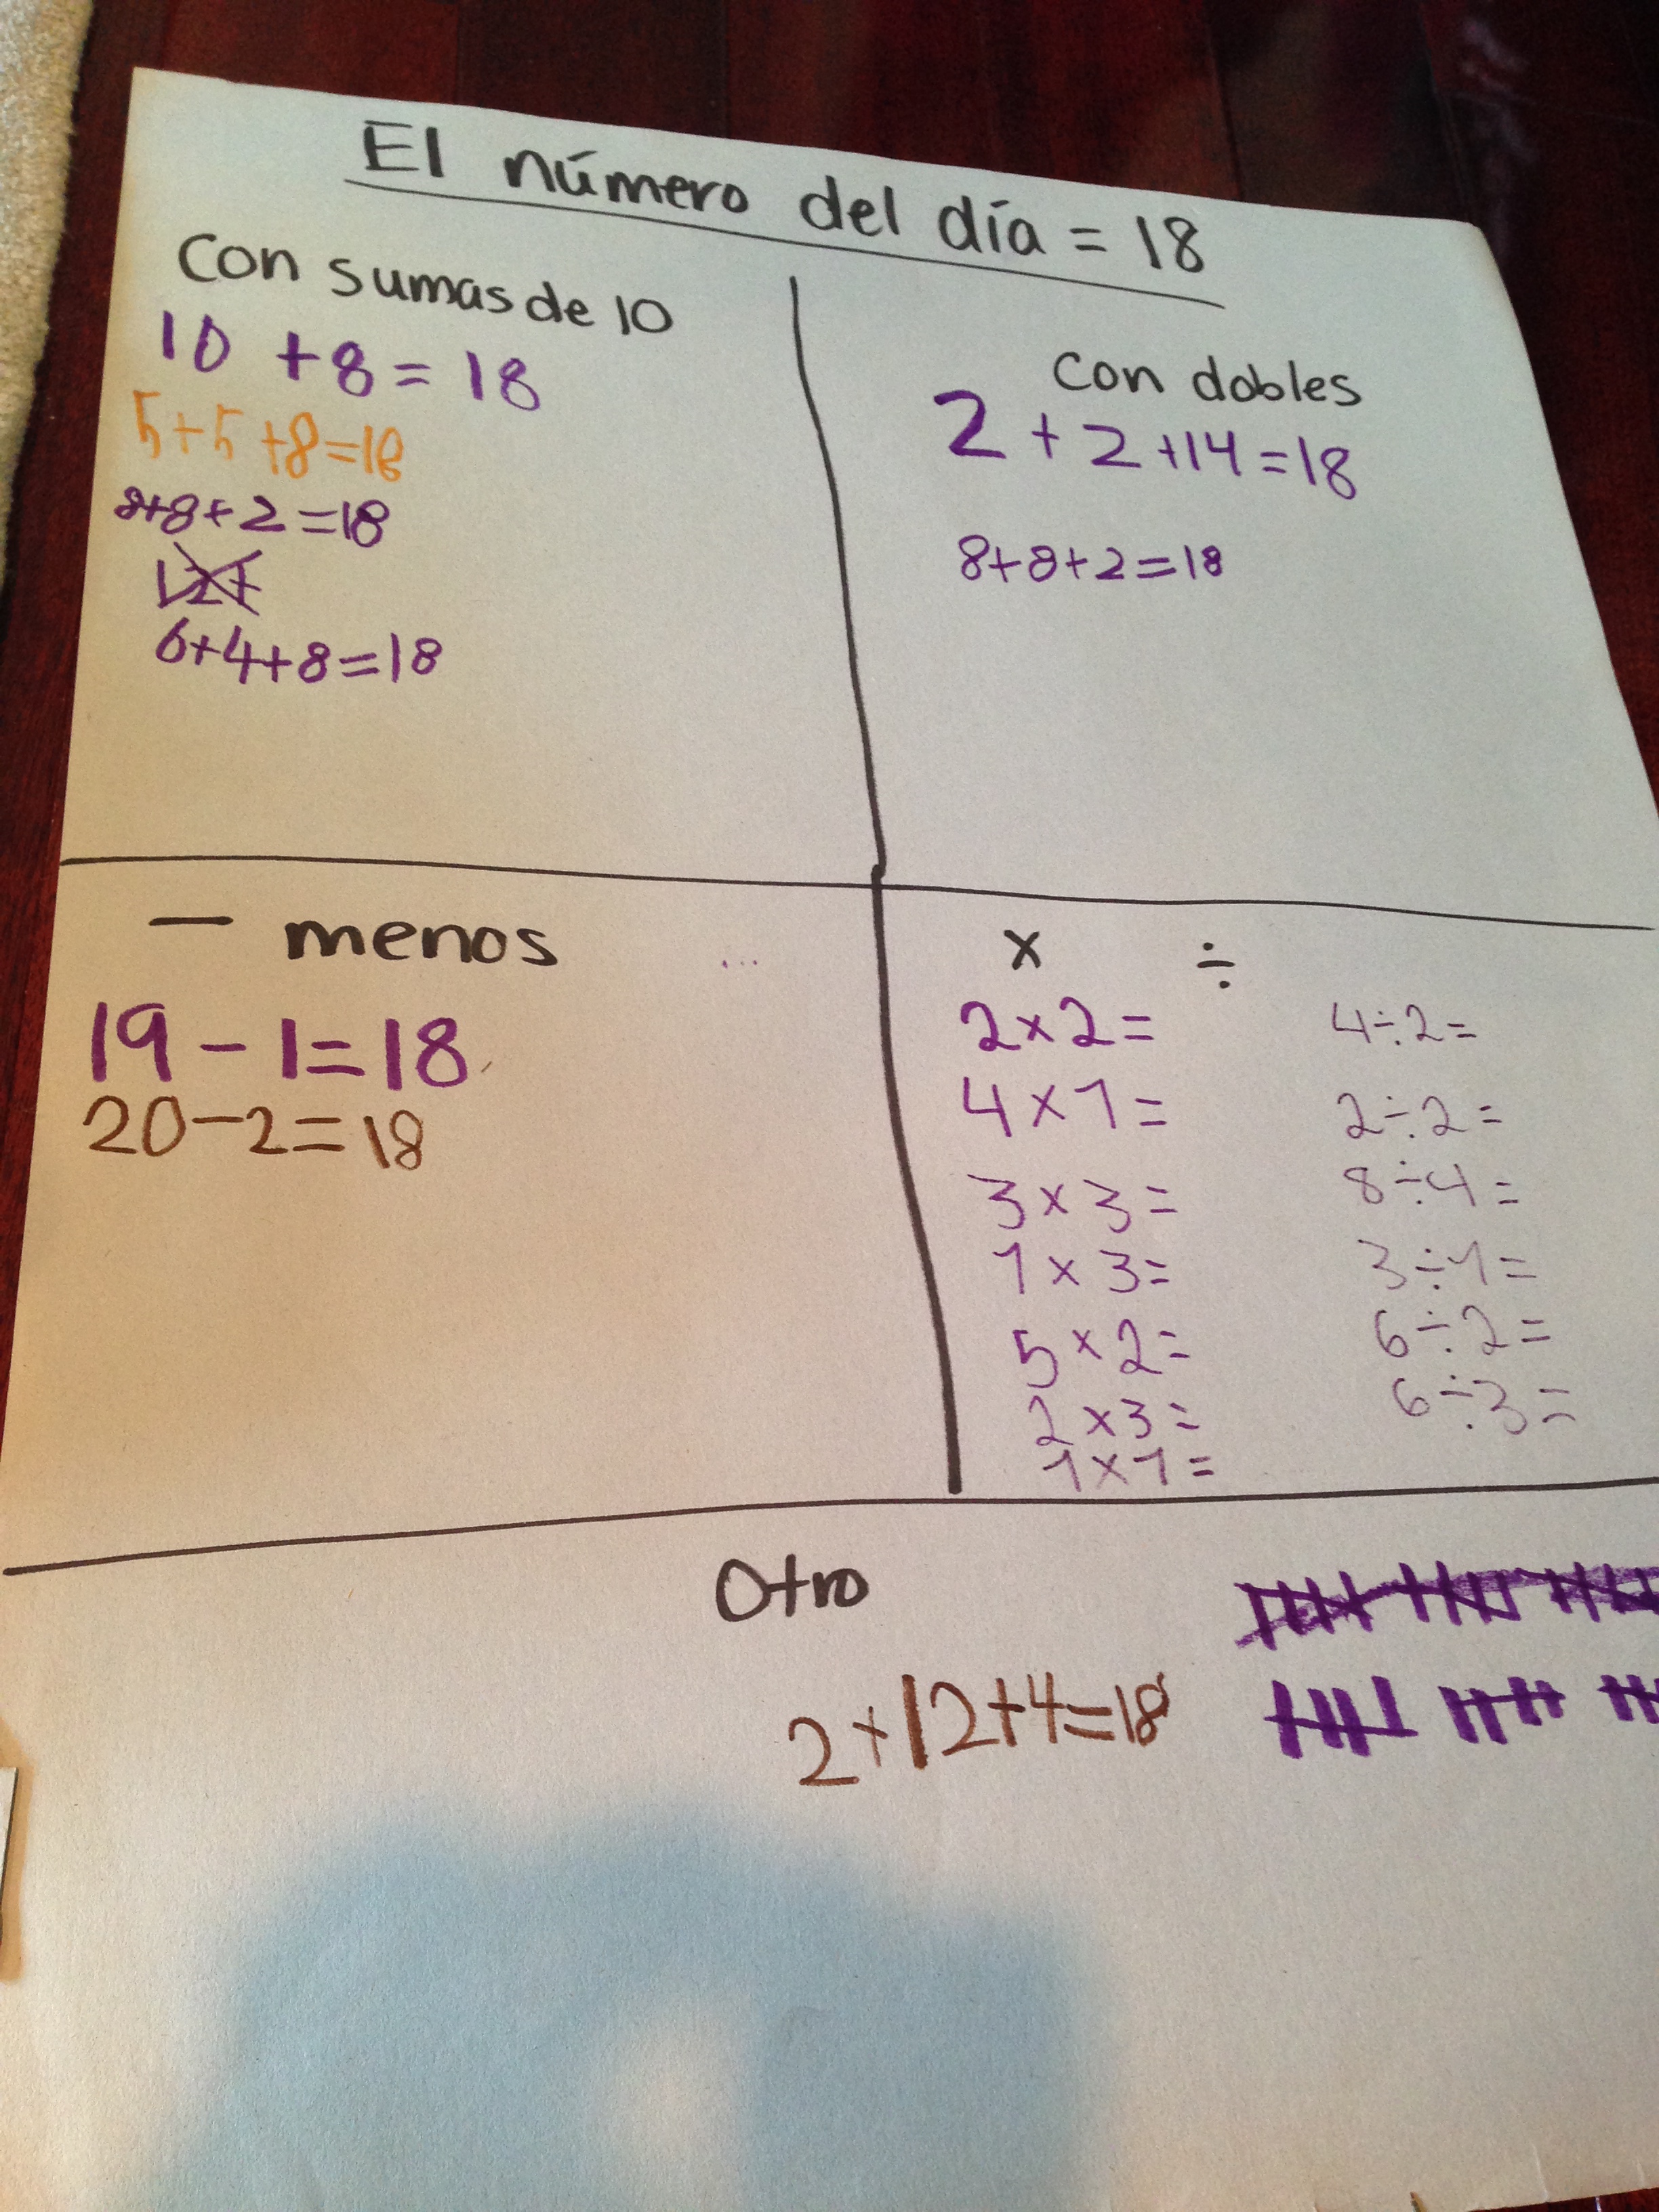 El número del día = 18
Con sumas de 10
10 + 8 = 18
5+5+8=18
8+8+2=18
6+4+8=18
Con dobles
2 + 2 +14 =18
8+8+2=18
— menos
19 - 1 = 18
20-2=18
x ÷
2×2=
4×1=
3×3=
1×3=
5×2=
2×3=
1×1=
4÷2=
2÷2=
8÷4=
3÷1=
6÷2=
6÷3=
Otro
2+12+4=18